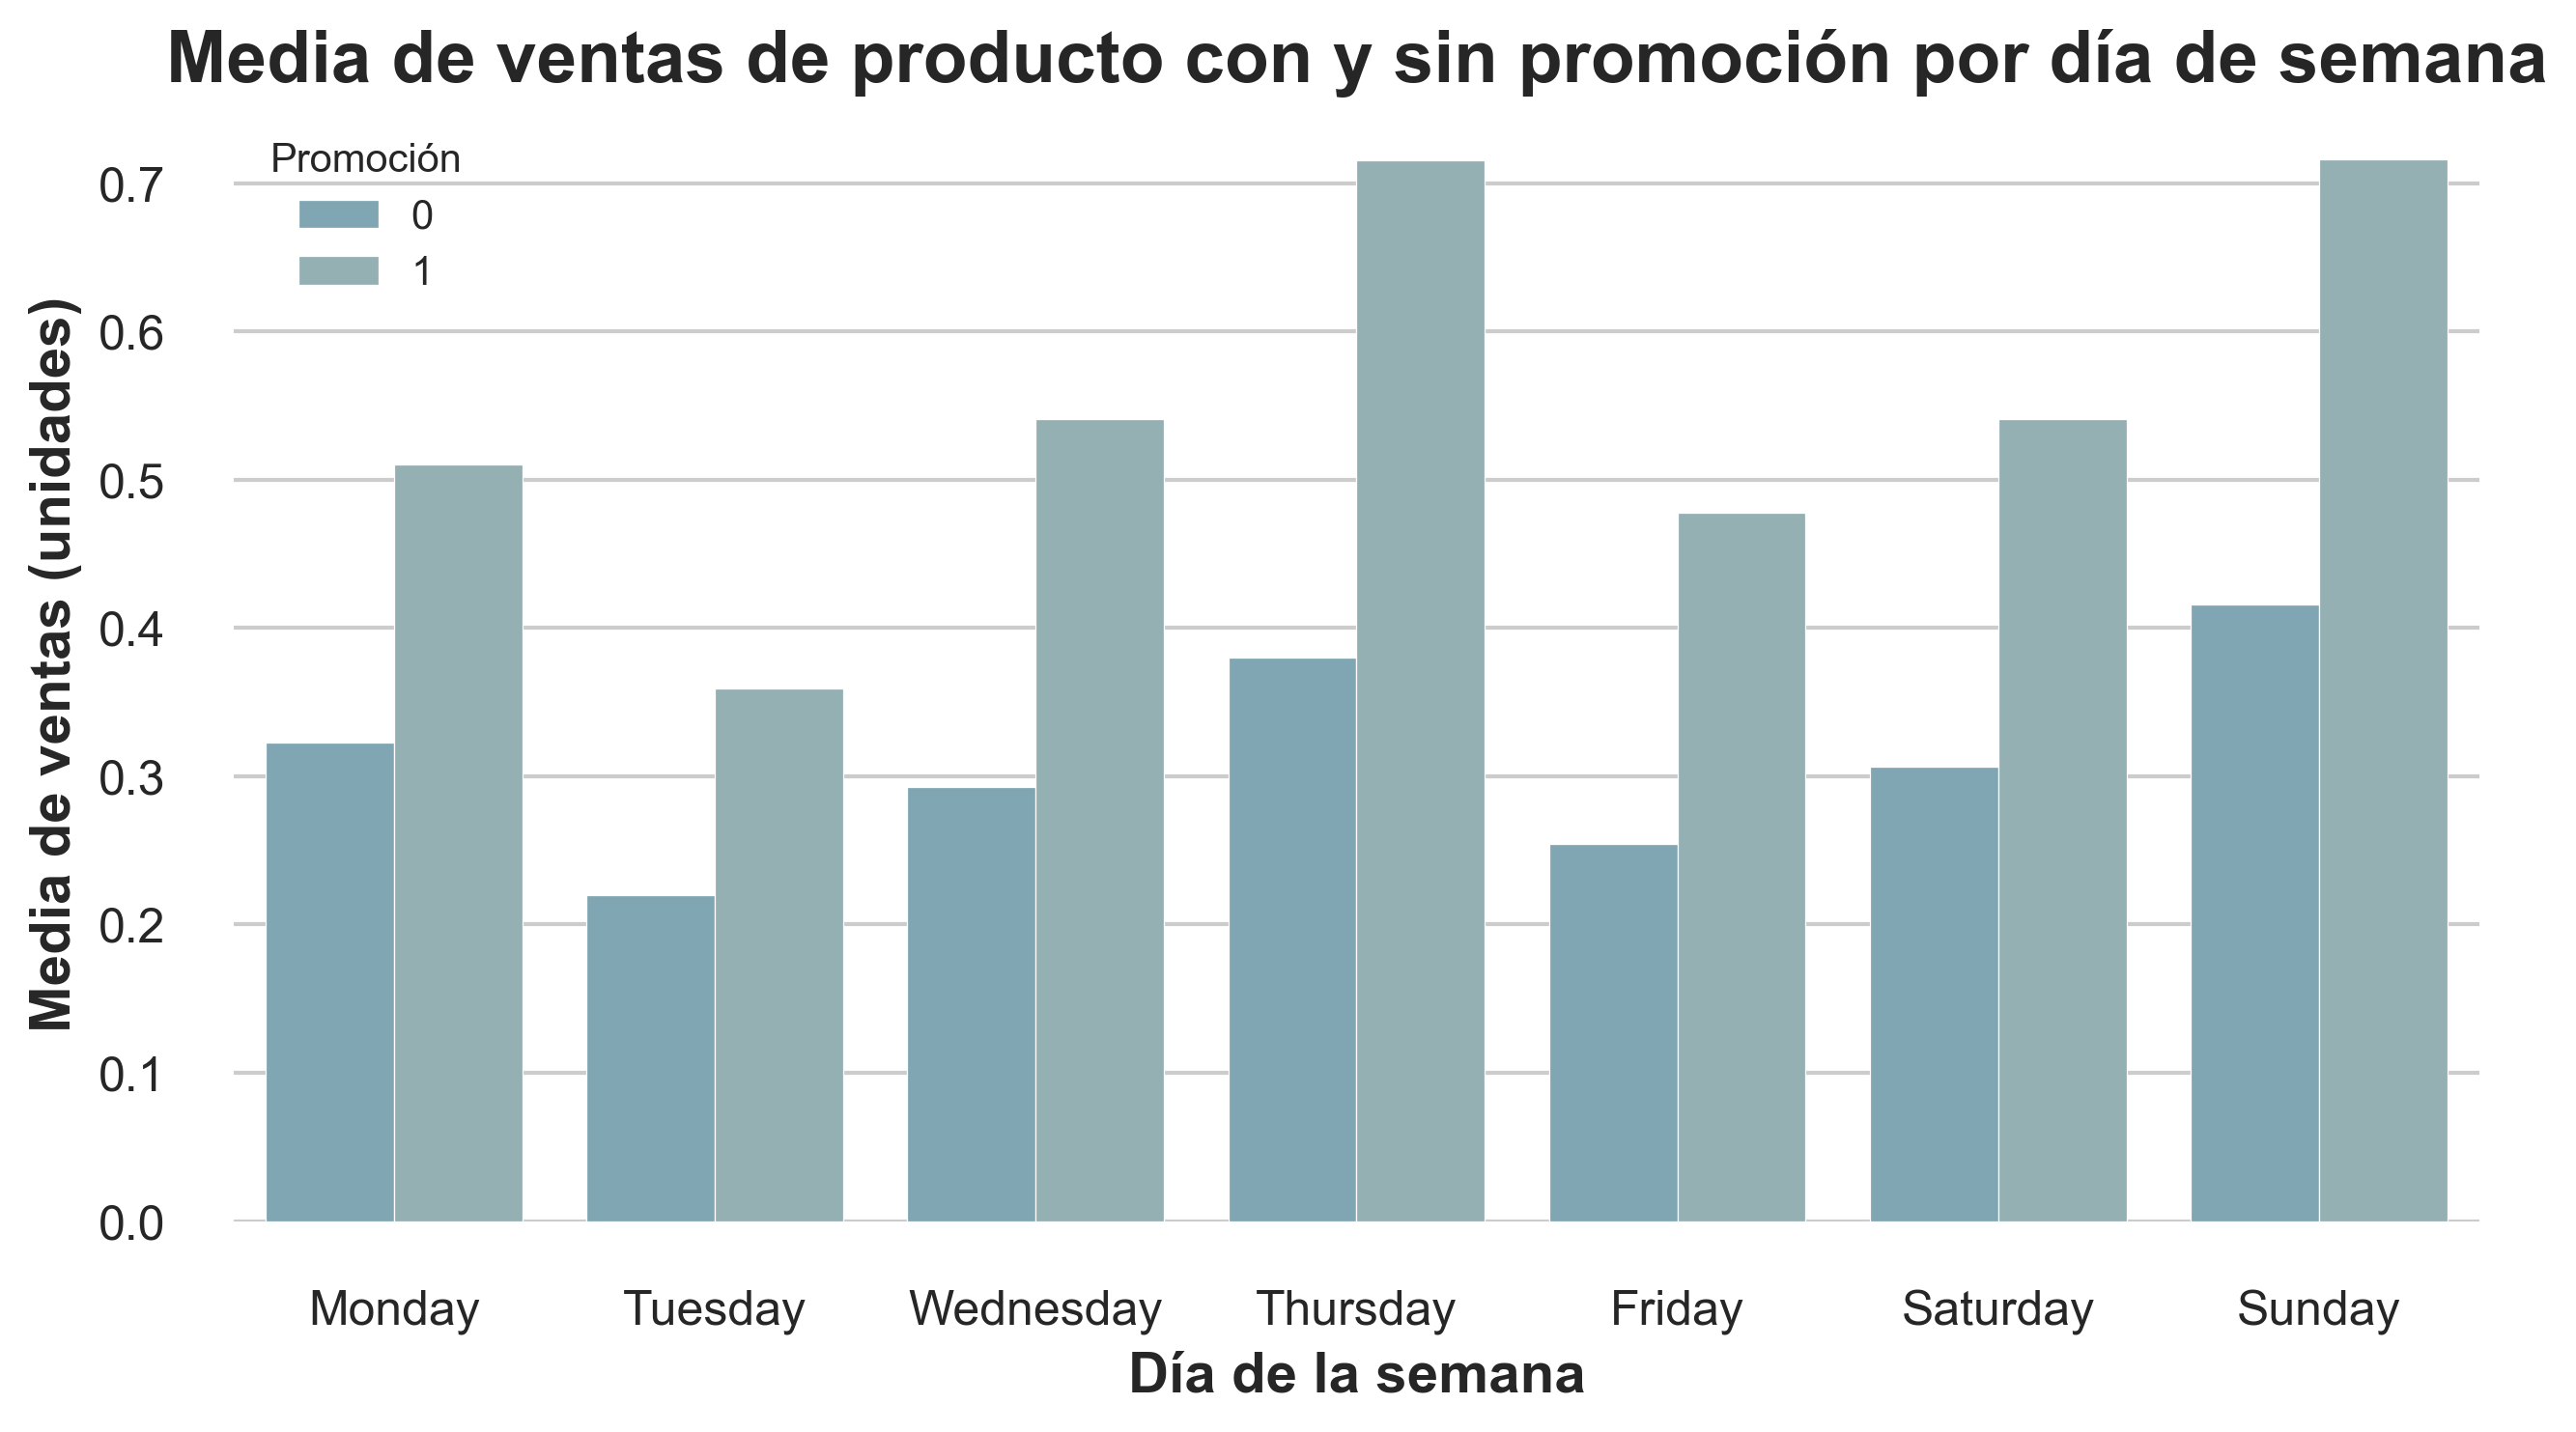 Media de ventas de producto con y sin promoción por día de semana
Promoción
0
1
0.7
0.6
0.5
0.4
0.3
0.2
0.1
0.0
Media de ventas (unidades)
Monday Tuesday Wednesday Thursday Friday Saturday Sunday
Día de la semana